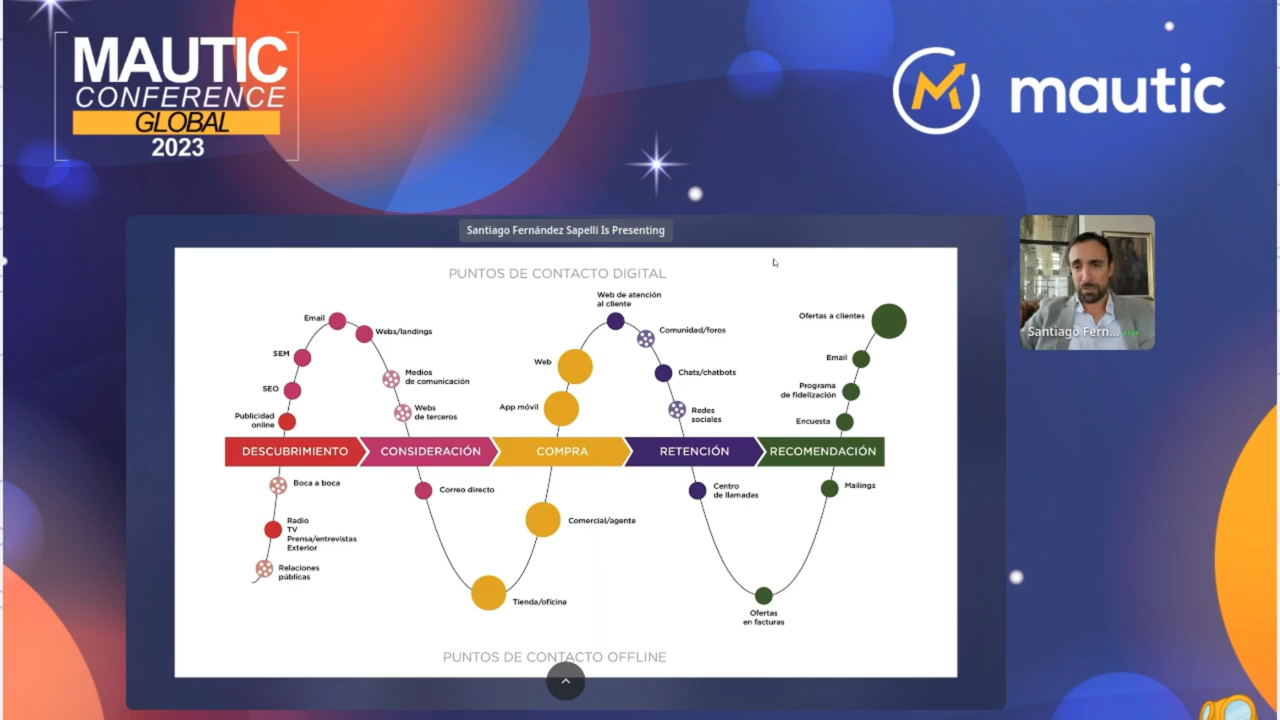 MAUTIC
CONFERENCE
GLOBAL
2023
mautic
Santiago Fernández Sapelli Is Presenting
PUNTOS DE CONTACTO DIGITAL
Email
Webs/landings
SEM
Medios
de comunicación
SEO
Webs
de terceros
Publicidad
online
Web de atención
al cliente
Comunidad/foros
Web
Chats/chatbots
App móvil
Redes
sociales
Ofertas a clientes
Email
Programa
de fidelización
Encuesta
DESCUBRIMIENTO
CONSIDERACIÓN
COMPRA
RETENCIÓN
RECOMENDACIÓN
Boca a boca
Radio
TV
Prensa/entrevistas
Exterior
Relaciones
públicas
Correo directo
Comercial/agente
Tienda/oficina
Centro
de llamadas
Mailings
Ofertas
en facturas
PUNTOS DE CONTACTO OFFLINE
Santiago Fern...